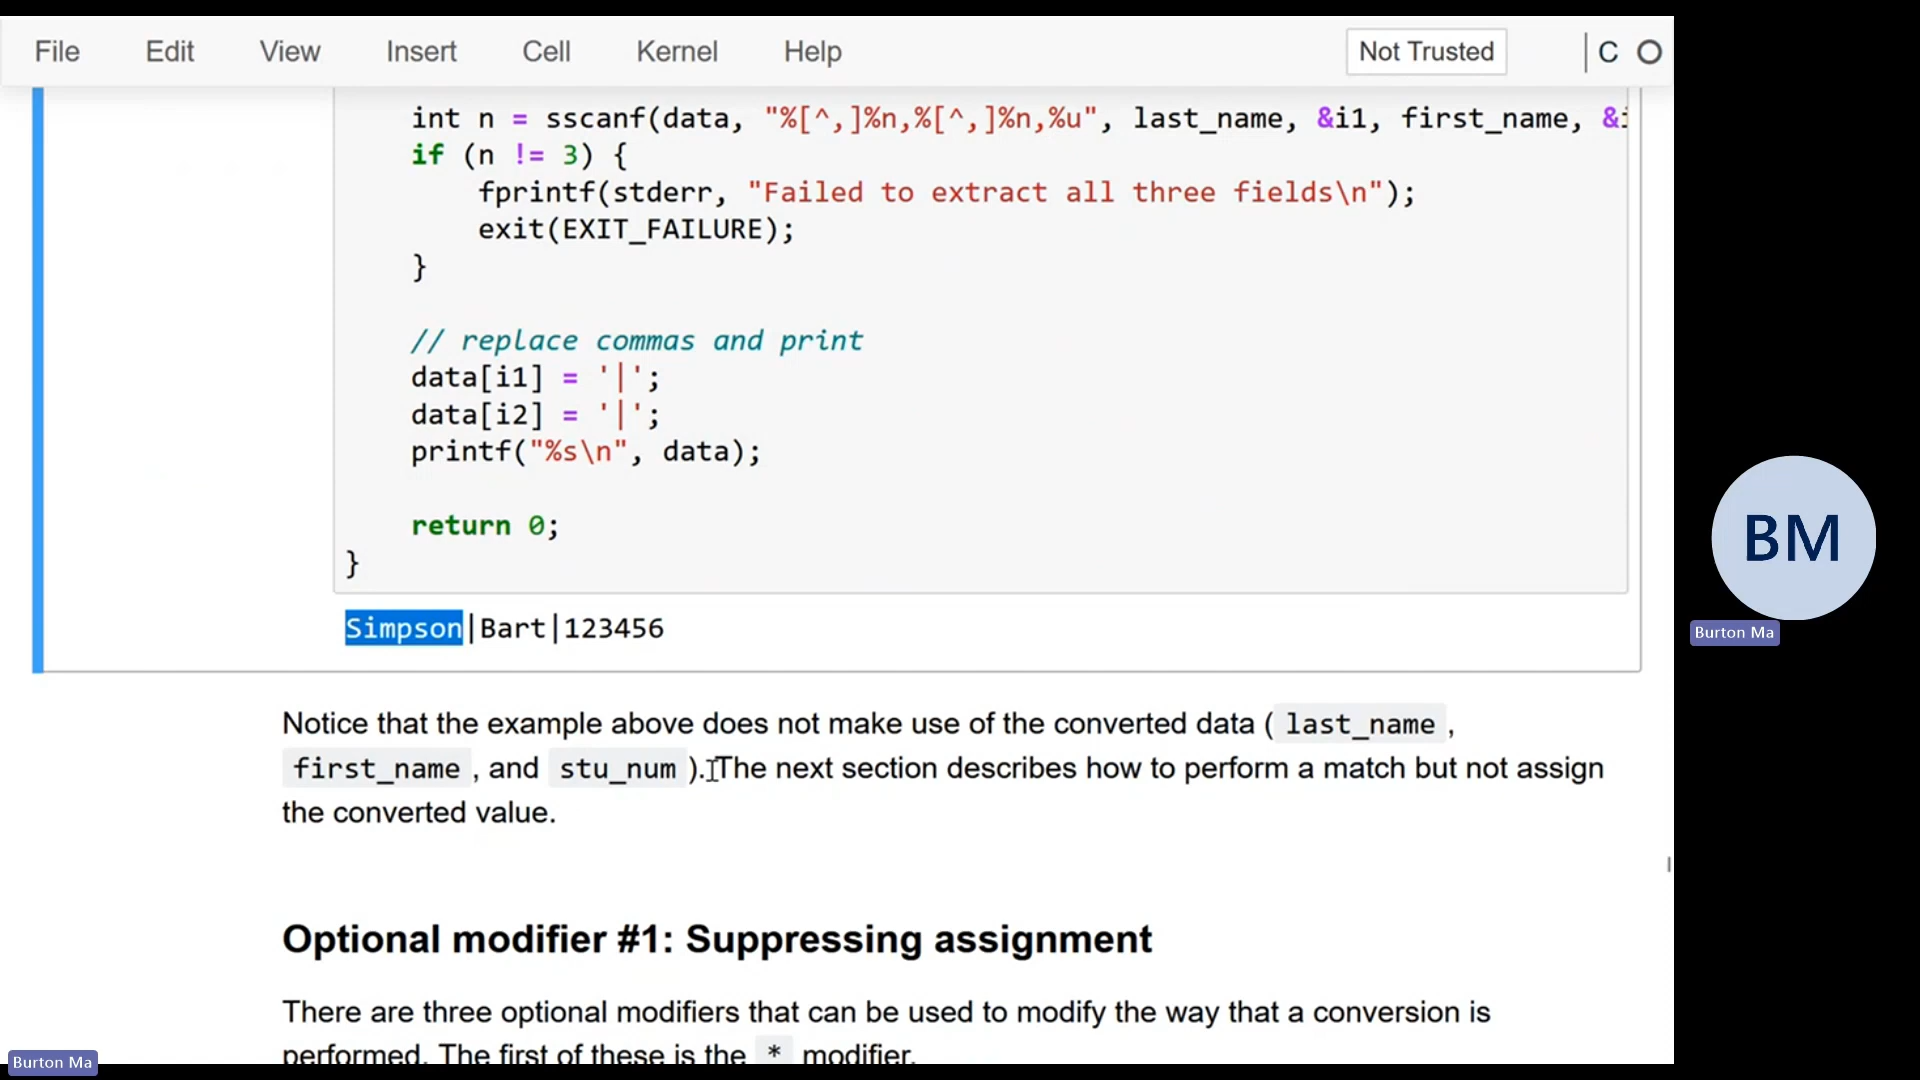 File Edit View Insert Cell Kernel Help Not Trusted C
int n = sscanf(data, "%[^,]%n,%[^,]%n,%u", last_name, &i1, first_name, &i
if (n != 3) {
fprintf(stderr, "Failed to extract all three fields\n");
exit(EXIT_FAILURE);
}
// replace commas and print
data[i1] = '|';
data[i2] = '|';
printf("%s\n", data);
return 0;
}
Simpson|Bart|123456
Notice that the example above does not make use of the converted data ( last_name ,
first_name , and stu_num ). The next section describes how to perform a match but not assign
the converted value.
Optional modifier #1: Suppressing assignment
There are three optional modifiers that can be used to modify the way that a conversion is
performed. The first of these is the * modifier.
BM
Burton Ma
Burton Ma